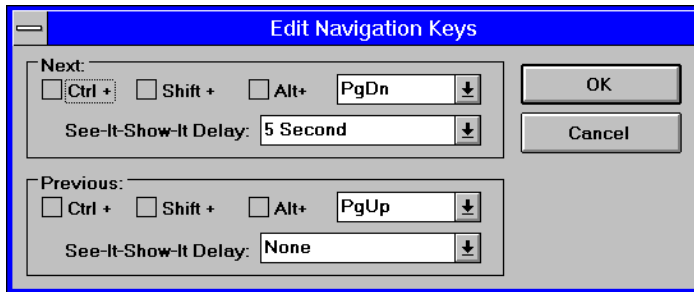 Edit Navigation Keys
Next:
Ctrl + Shift + Alt+ PgDn
See-It-Show-It Delay: 5 Second
OK
Cancel
Previous:
Ctrl + Shift + Alt+ PgUp
See-It-Show-It Delay: None